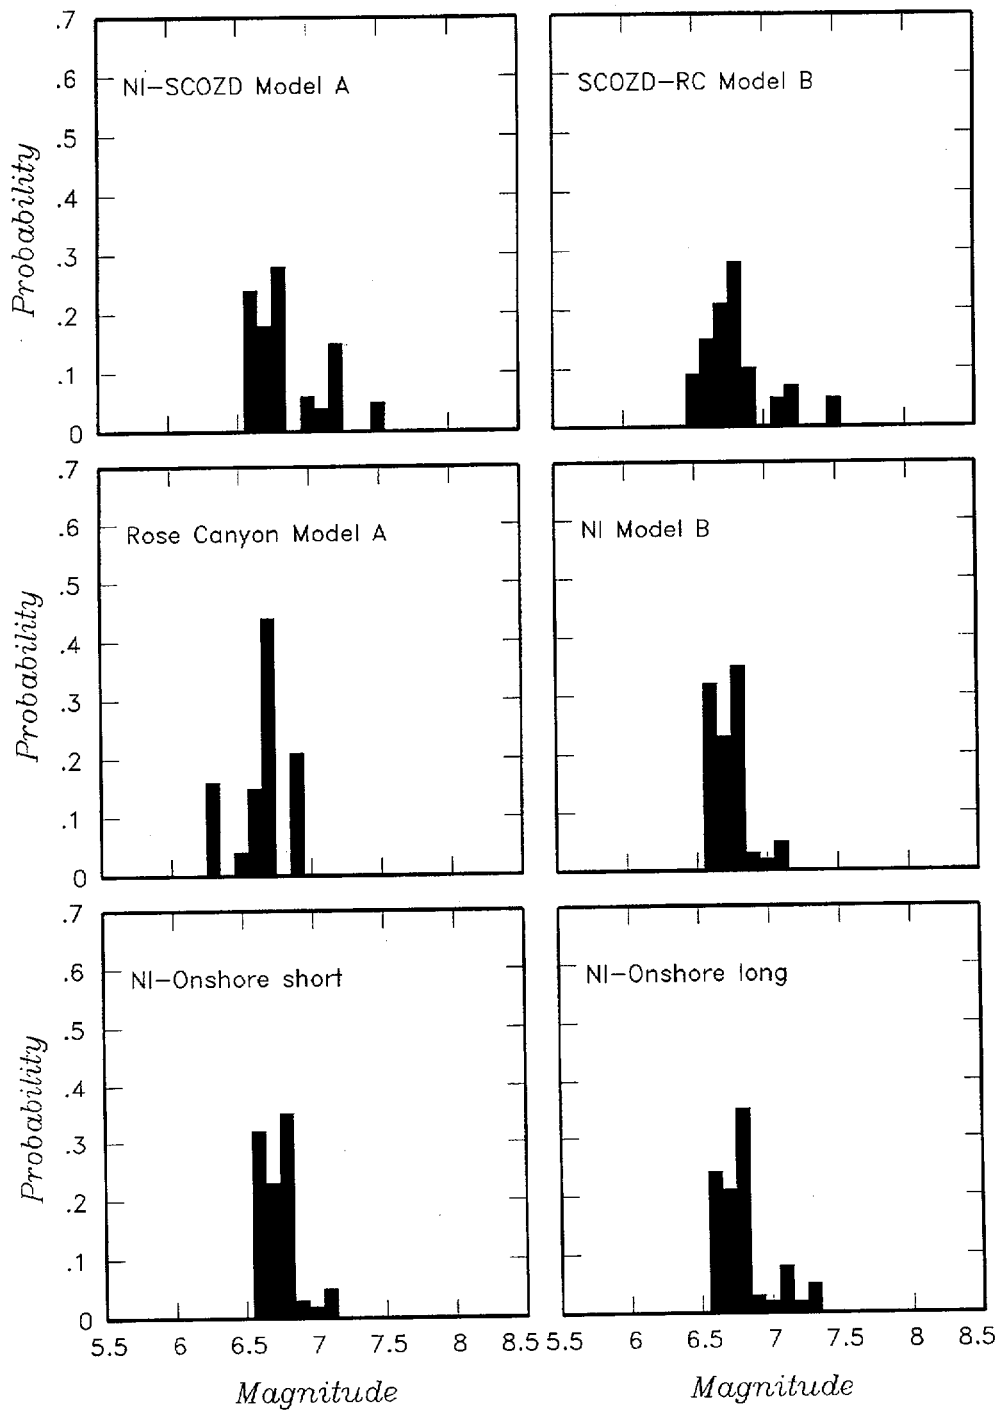 .7
.6
.5
.4
.3
.2
.1
0
Probability
NI-SCOZD Model A
SCOZD-RC Model B
.7
.6
.5
.4
.3
.2
.1
0
Probability
Rose Canyon Model A
NI Model B
.7
.6
.5
.4
.3
.2
.1
0
Probability
NI-Onshore short
NI-Onshore long
5.5 6 6.5 7 7.5 8 8.5
5.5 6 6.5 7 7.5 8 8.5
Magnitude
Magnitude